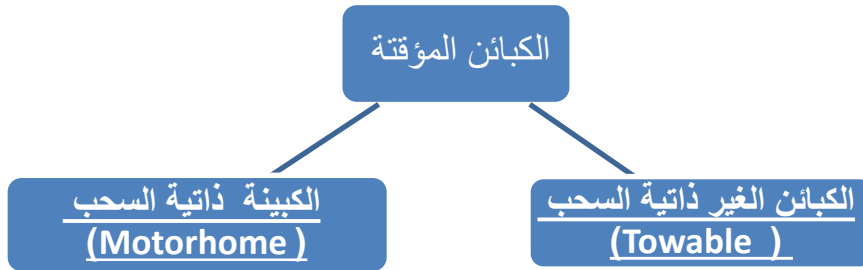 الكبائن المؤقتة
الكبائن الغير ذاتية السحب
(Towable )
الكبينة ذاتية السحب
(Motorhome)